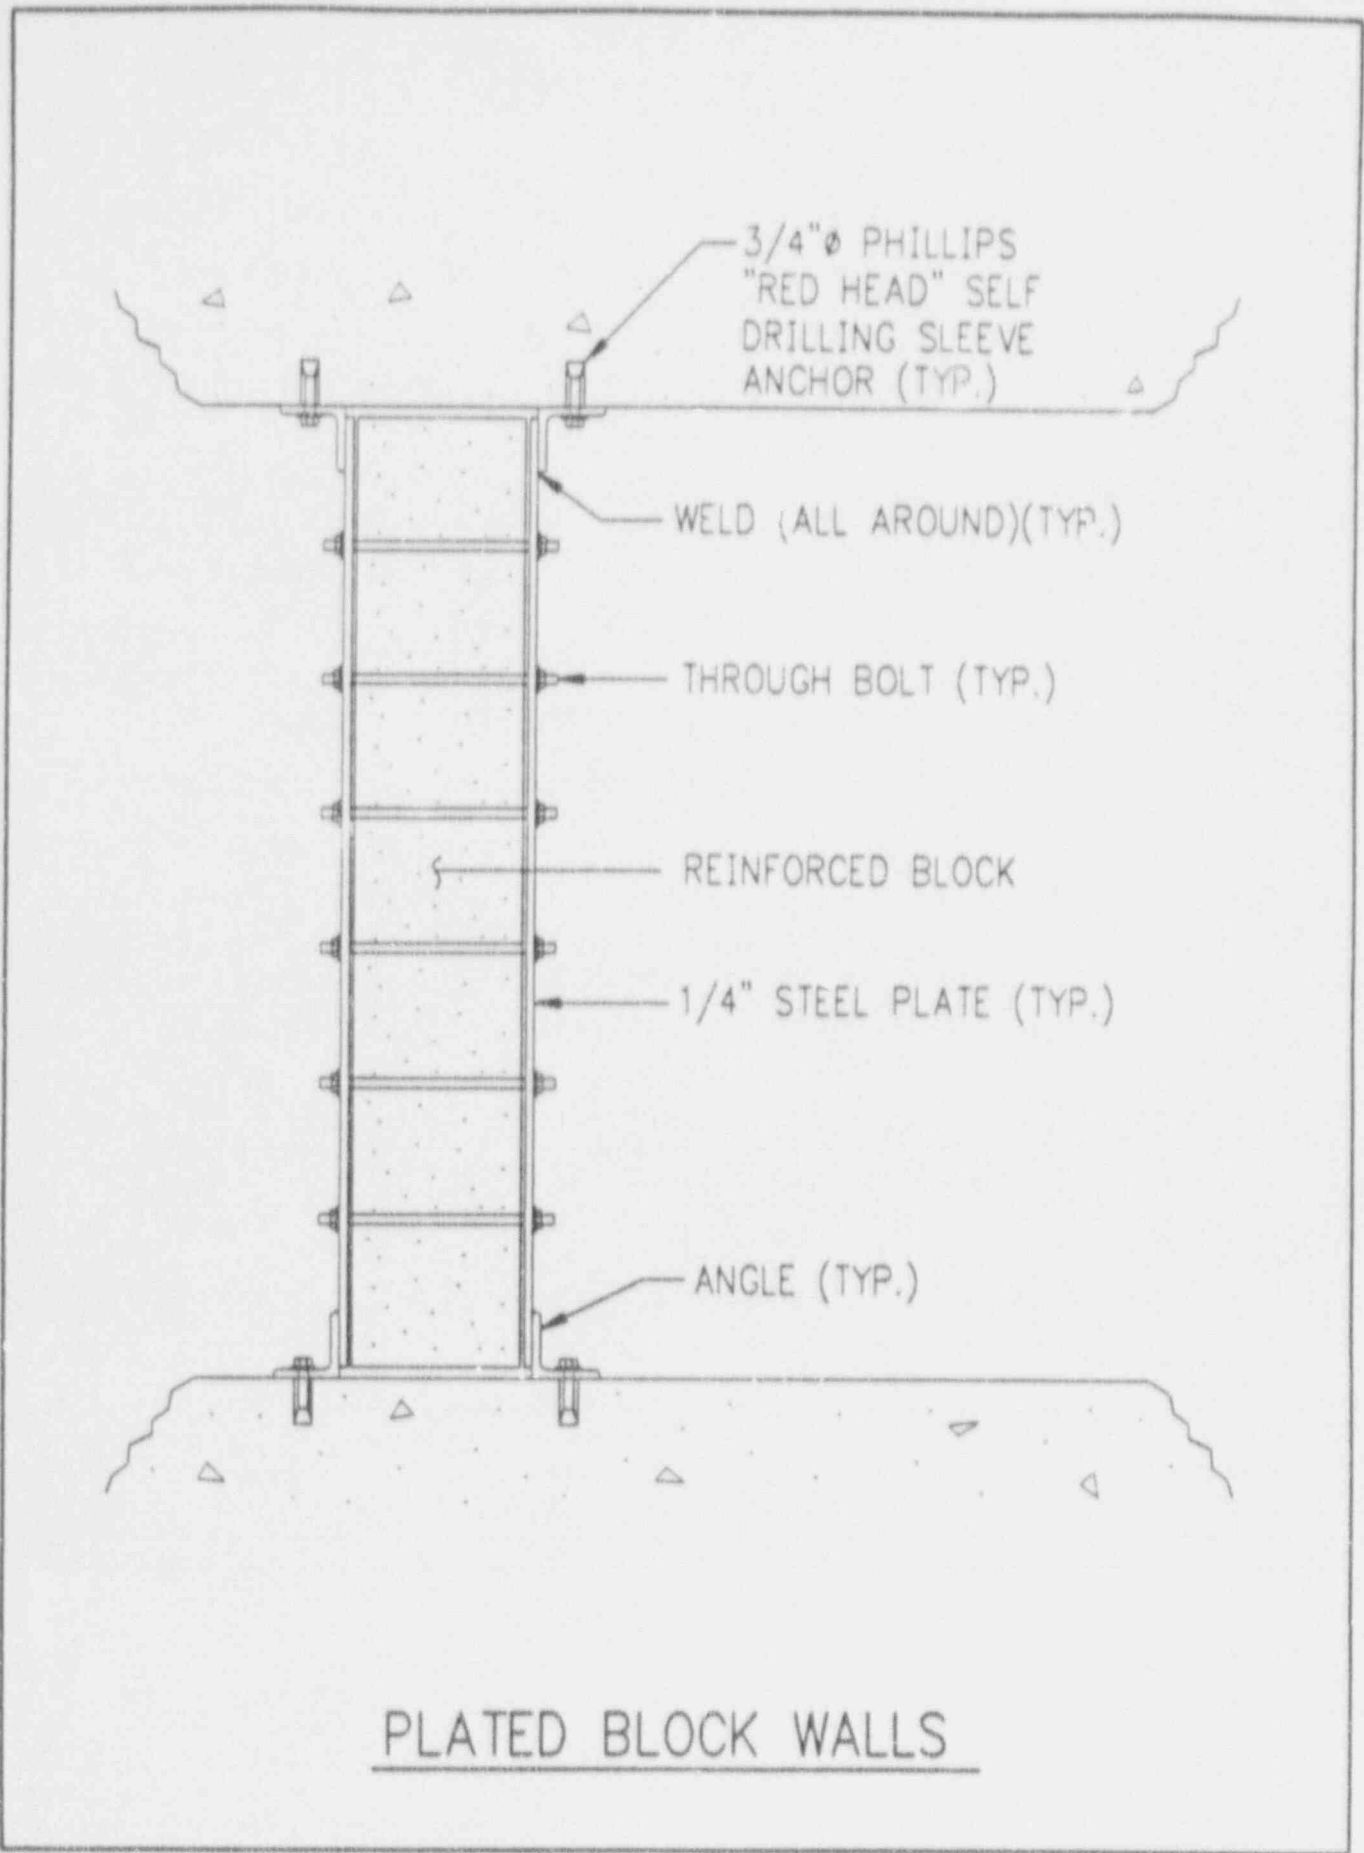 3/4"ø PHILLIPS
"RED HEAD" SELF
DRILLING SLEEVE
ANCHOR (TYP.)
WELD (ALL AROUND)(TYP.)
THROUGH BOLT (TYP.)
REINFORCED BLOCK
1/4" STEEL PLATE (TYP.)
ANGLE (TYP.)
PLATED BLOCK WALLS